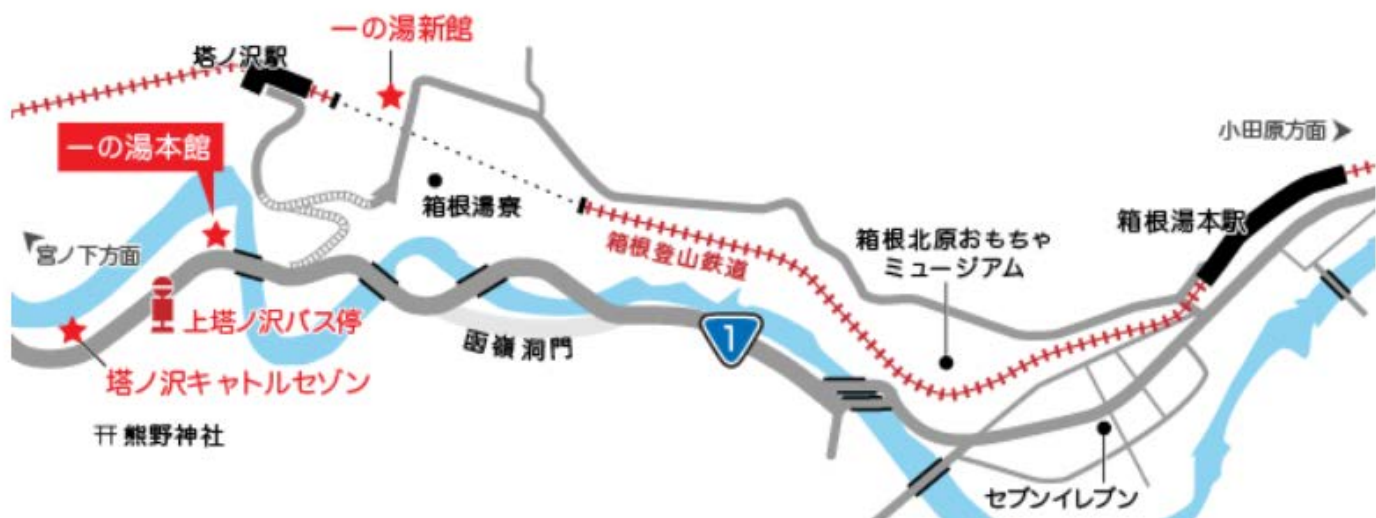 一の湯新館
塔ノ沢駅
小田原方面
一の湯本館
箱根湯寮
箱根湯本駅
箱根北原おもちゃ
ミュージアム
宮ノ下方面
箱根登山鉄道
上塔ノ沢バス停
函嶺洞門
1
塔ノ沢キャトルセゾン
熊野神社
セブンイレブン